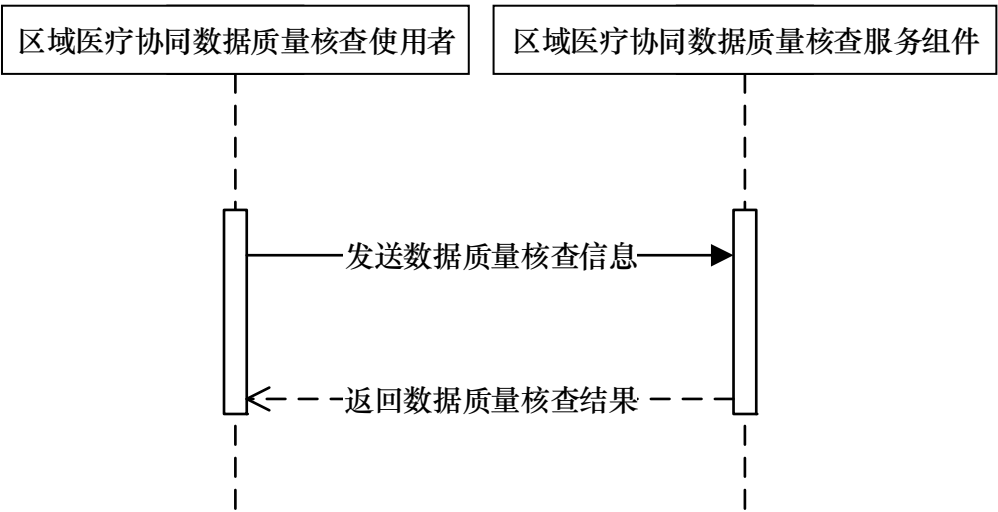 区域医疗协同数据质量核查使用者
区域医疗协同数据质量核查服务组件
发送数据质量核查信息
返回数据质量核查结果